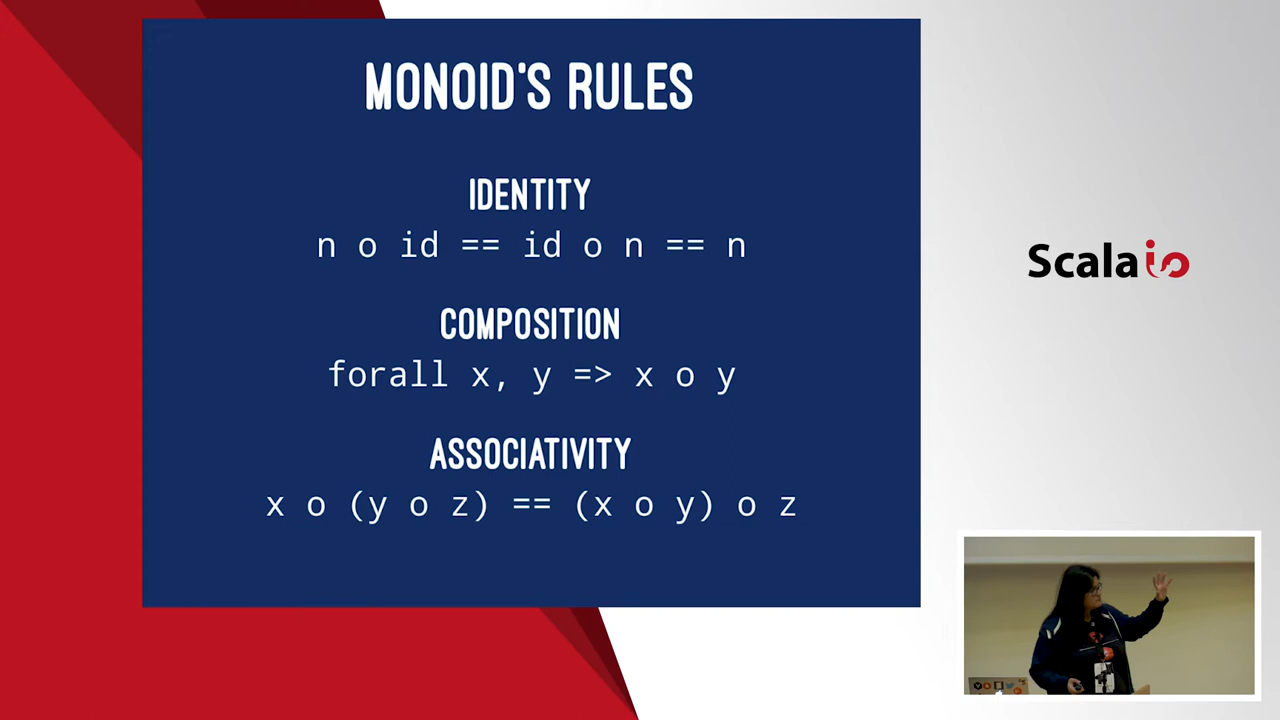 MONOID'S RULES
IDENTITY
n o id == id o n == n
COMPOSITION
forall x, y => x o y
ASSOCIATIVITY
x o (y o z) == (x o y) o z
Scala io